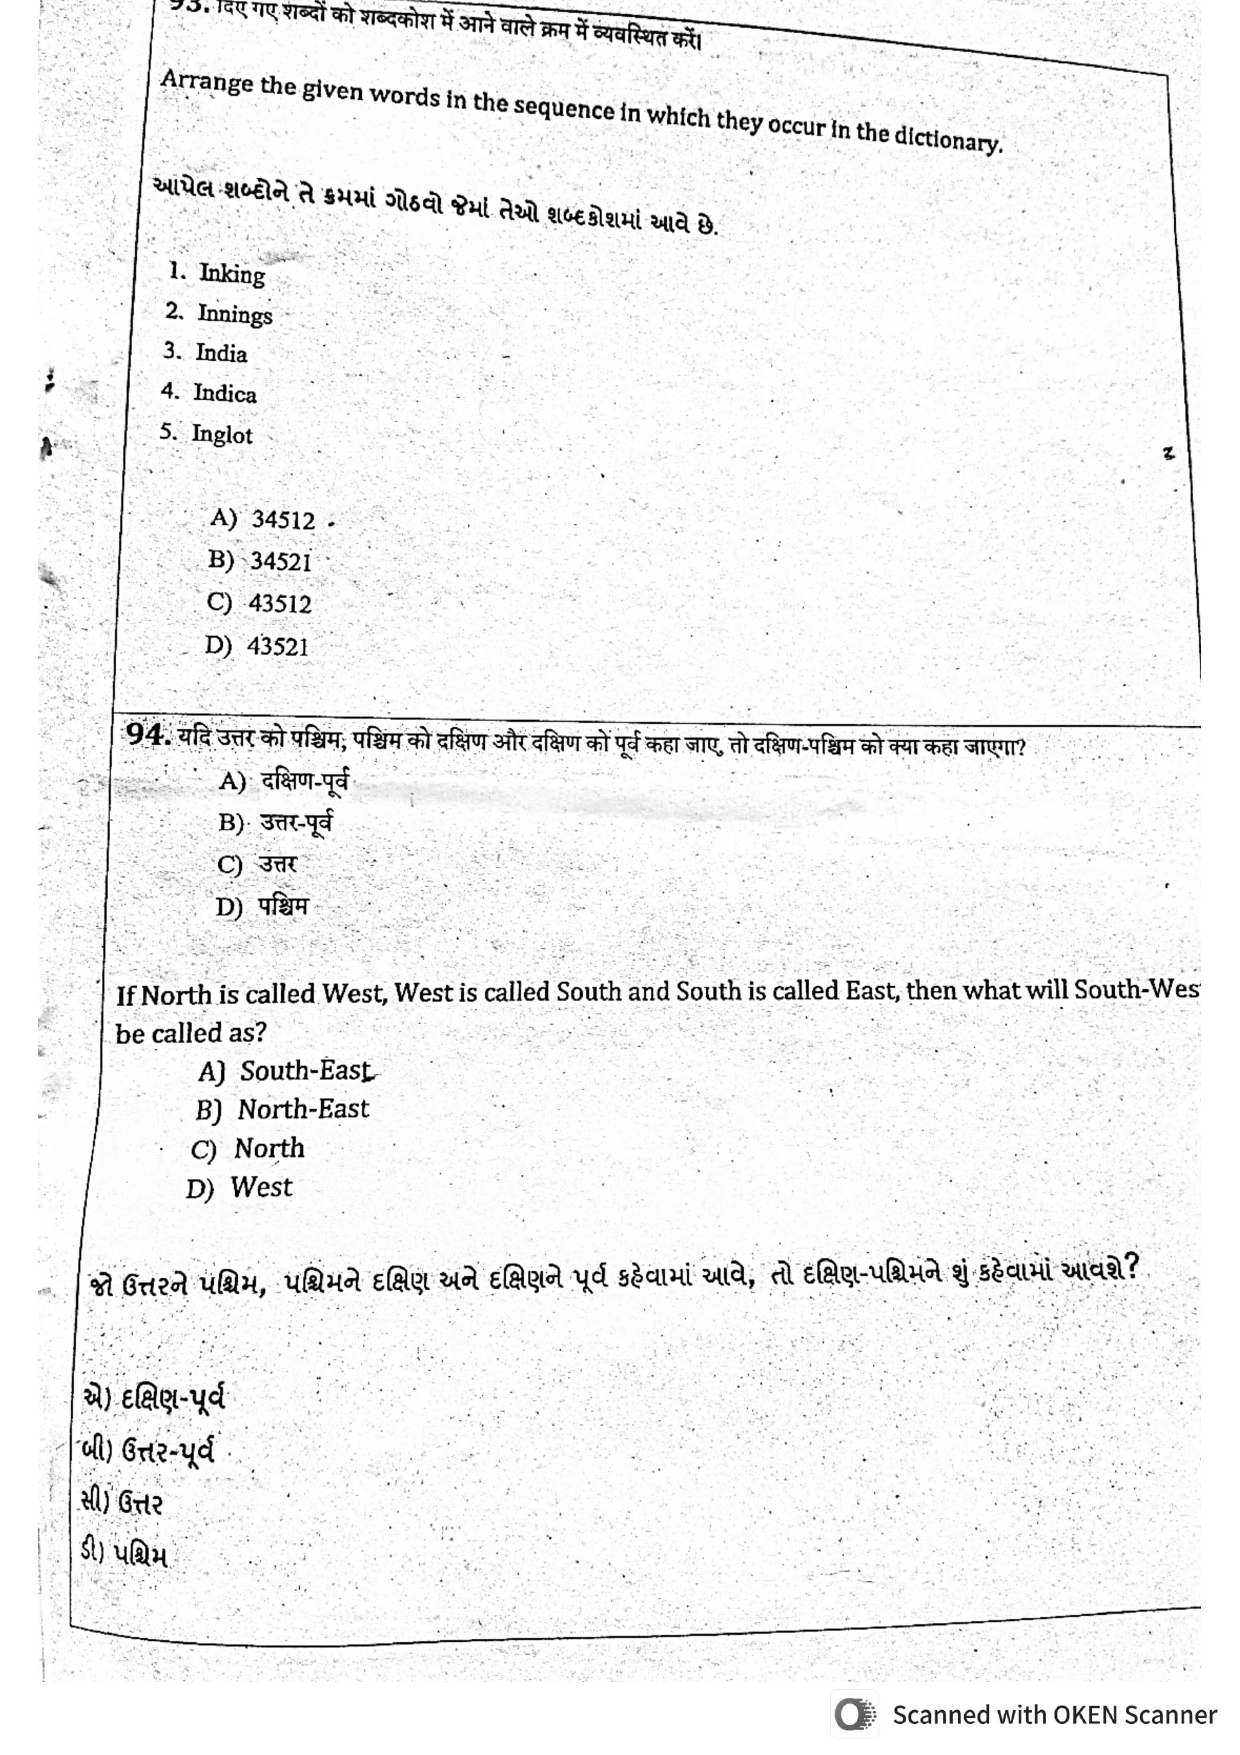 93. दिए गए शब्दों को शब्दकोश में आने वाले क्रम में व्यवस्थित करें।
Arrange the given words in the sequence in which they occur in the dictionary.
આપેલ શબ્દોને તે ક્રમમાં ગોઠવો જેમાં તેઓ શબ્દકોશમાં આવે છે.
1. Inking
2. Innings
3. India
4. Indica
5. Inglot
A) 34512
B) 34521
C) 43512
D) 43521
94. यदि उत्तर को पश्चिम, पश्चिम को दक्षिण और दक्षिण को पूर्व कहा जाए, तो दक्षिण-पश्चिम को क्या कहा जाएगा?
A) दक्षिण-पूर्व
B) उत्तर-पूर्व
C) उत्तर
D) पश्चिम
If North is called West, West is called South and South is called East, then what will South-Wes
be called as?
A) South-East
B) North-East
C) North
D) West
જો ઉત્તરને પશ્ચિમ, પશ્ચિમને દક્ષિણ અને દક્ષિણને પૂર્વ કહેવામાં આવે, તો દક્ષિણ-પશ્ચિમને શું કહેવામાં આવશે?
એ) દક્ષિણ-પૂર્વ
બી) ઉત્તર-પૂર્વ
સી) ઉત્તર
ડી) પશ્ચિમ
Scanned with OKEN Scanner